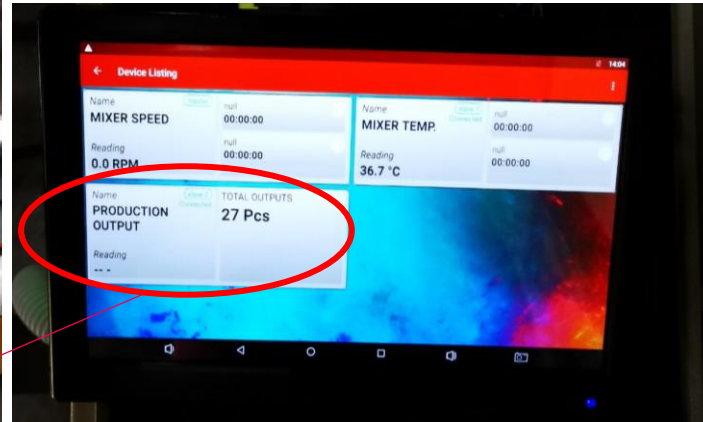 14:04
Device Listing
Name
MIXER SPEED
Reading
0.0 RPM
null
00:00:00
null
00:00:00
Name
Connected
MIXER TEMP.
Reading
36.7 °C
null
00:00:00
null
00:00:00
Name
Connected
PRODUCTION
OUTPUT
Reading
-- -
TOTAL OUTPUTS
27 Pcs